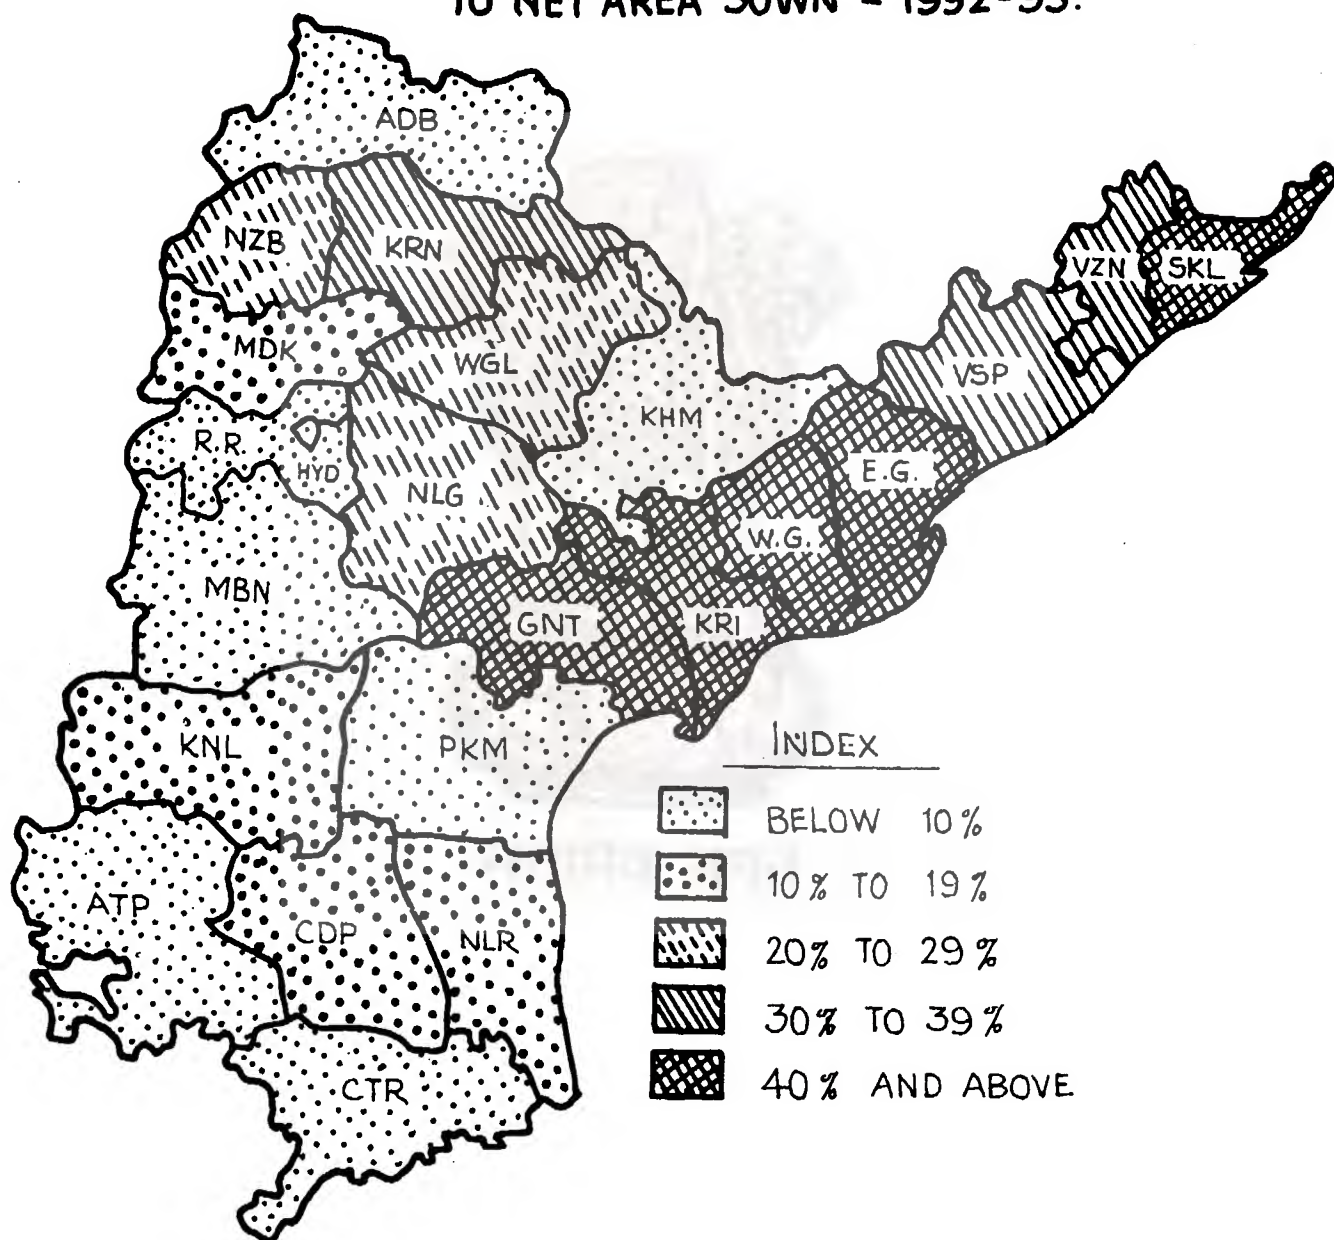 TO NET AREA SOWN – 1992-93.
ADB
NZB
KRN
VZN
SKL
MDK
WGL
VSP
KHM
R.R.
HYD
NLG
E.G.
W.G.
MBN
GNT
KRI
KNL
PKM
INDEX
BELOW 10%
10% TO 19%
ATP
CDP
NLR
20% TO 29%
30% TO 39%
CTR
40% AND ABOVE